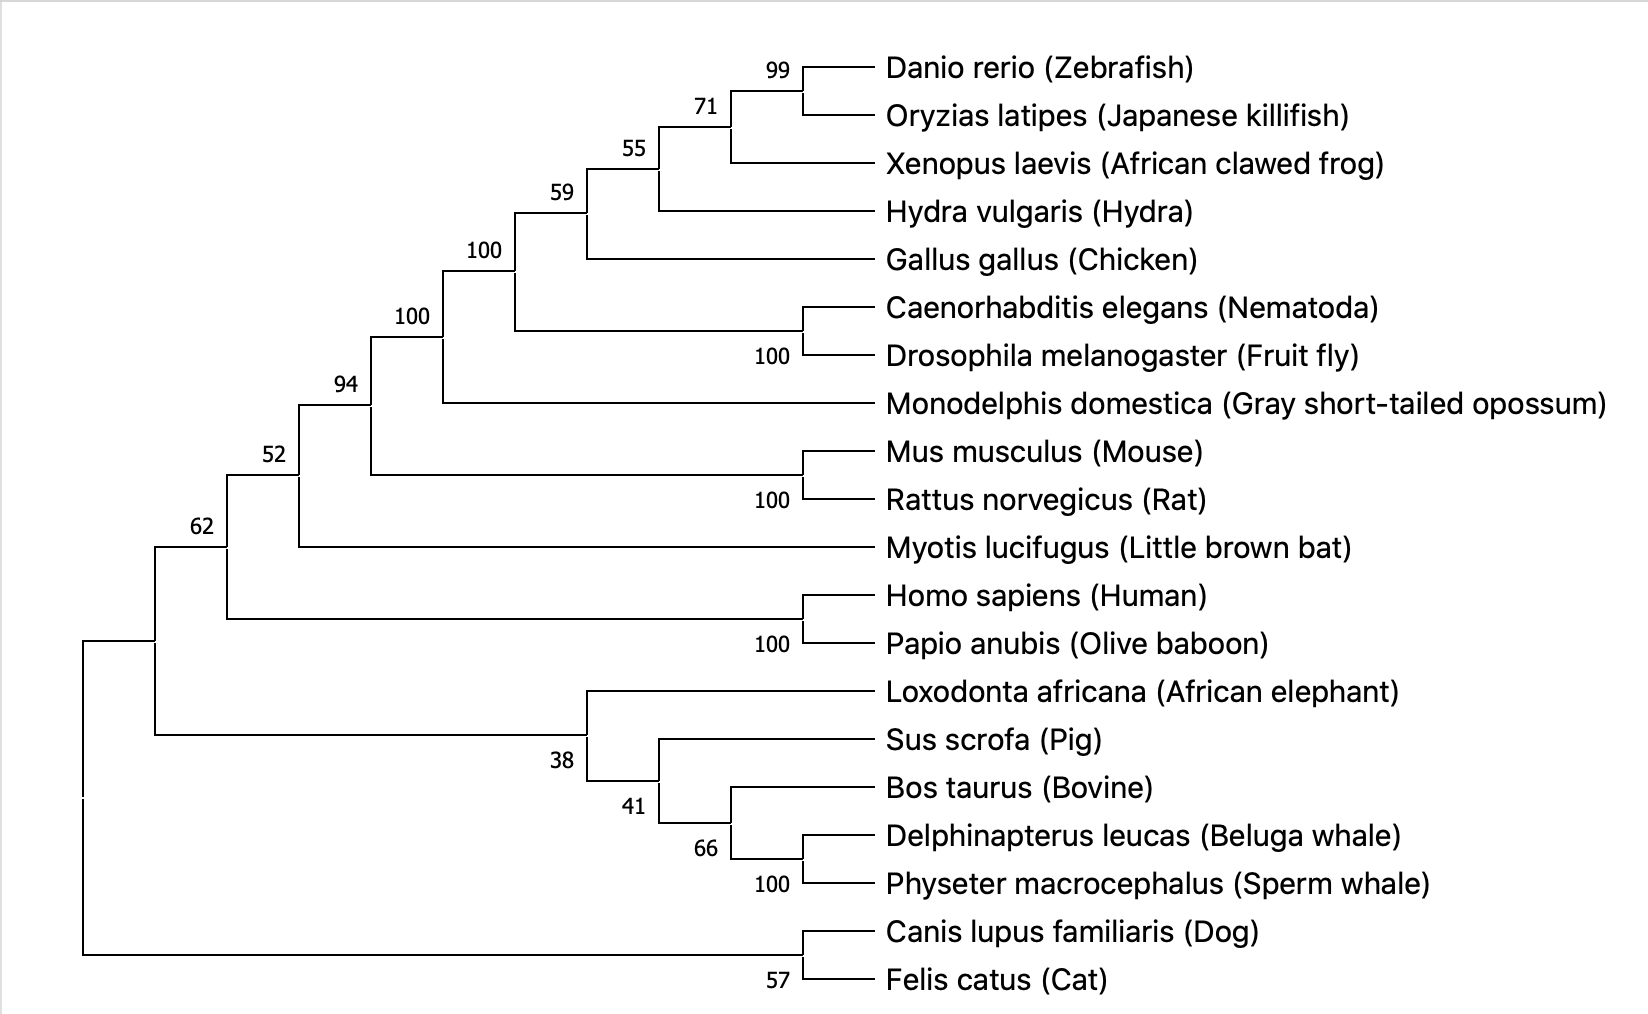 99
Danio rerio (Zebrafish)
71
Oryzias latipes (Japanese killifish)
55
Xenopus laevis (African clawed frog)
59
Hydra vulgaris (Hydra)
100
Gallus gallus (Chicken)
100
Caenorhabditis elegans (Nematoda)
100
Drosophila melanogaster (Fruit fly)
94
Monodelphis domestica (Gray short-tailed opossum)
52
Mus musculus (Mouse)
100
Rattus norvegicus (Rat)
62
Myotis lucifugus (Little brown bat)
Homo sapiens (Human)
100
Papio anubis (Olive baboon)
Loxodonta africana (African elephant)
38
Sus scrofa (Pig)
41
Bos taurus (Bovine)
66
Delphinapterus leucas (Beluga whale)
100
Physeter macrocephalus (Sperm whale)
Canis lupus familiaris (Dog)
57
Felis catus (Cat)